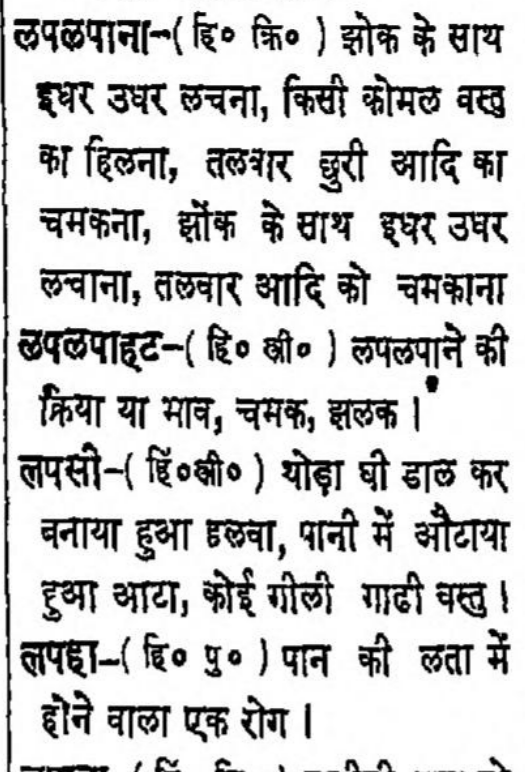 लपलपाना-(हि० क्रि०) झोक के साथ
इधर उधर लचना, किसी कोमल वस्तु
का हिलना, तलवार छुरी आदि का
चमकना, झोंक के साथ इधर उधर
लचाना, तलवार आदि को चमकाना
लपलपाहट-(हि० स्त्री०) लपलपाने की
क्रिया या भाव, चमक, झलक।
लपसी-(हिं०स्त्री०) थोड़ा घी डाल कर
बनाया हुआ हलवा, पानी में औटाया
हुआ आटा, कोई गीली गाढी वस्तु।
लपहा-(हि० पु०) पान की लता में
होने वाला एक रोग।